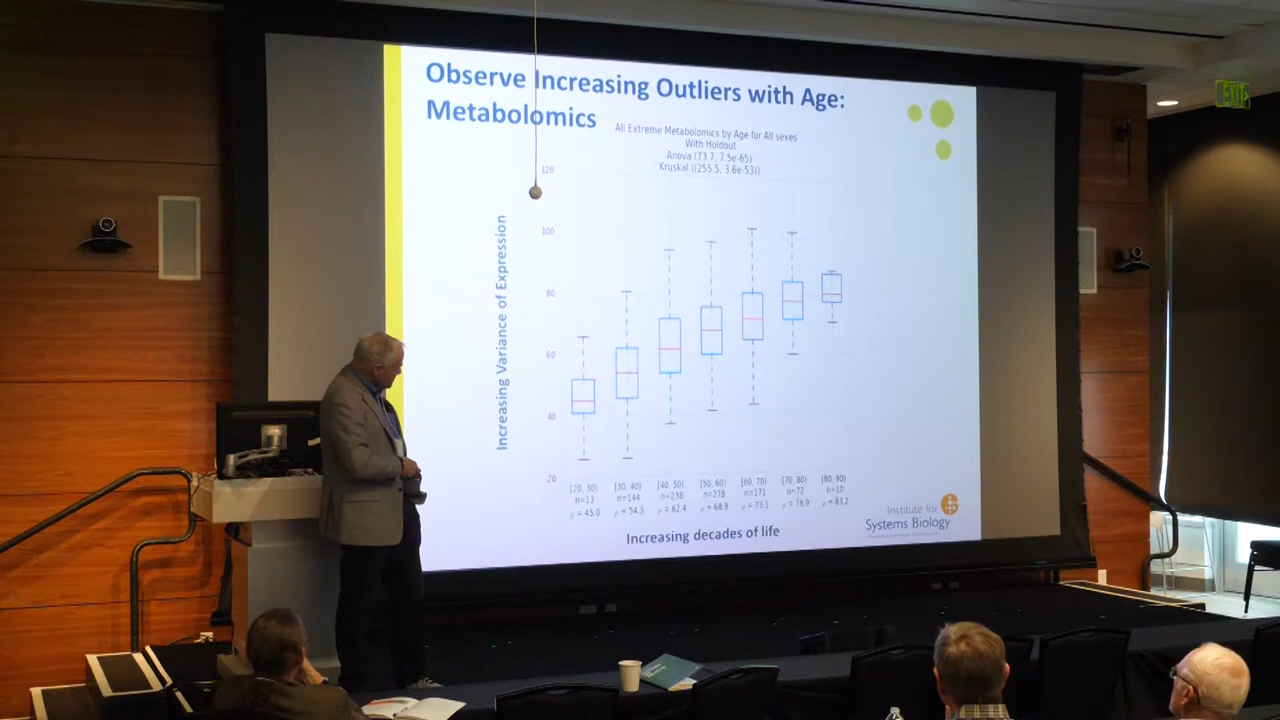 Observe Increasing Outliers with Age:
Metabolomics
All Extreme Metabolomics by Age for All sexes
With Holdout
Anova (73.7, 7.5e-65)
Kruskal ((255.5, 3.6e-53))
120
100
80
60
40
20
Increasing Variance of Expression
[20, 30) [30, 40) [40, 50) [50, 60) [60, 70) [70, 80) [80, 90)
n=13 n=144 n=238 n=278 n=171 n=72 n=10
μ = 45.0 μ = 54.3 μ = 62.4 μ = 68.9 μ = 73.1 μ = 78.9 μ = 83.2
Increasing decades of life
Institute for
Systems Biology
EXIT